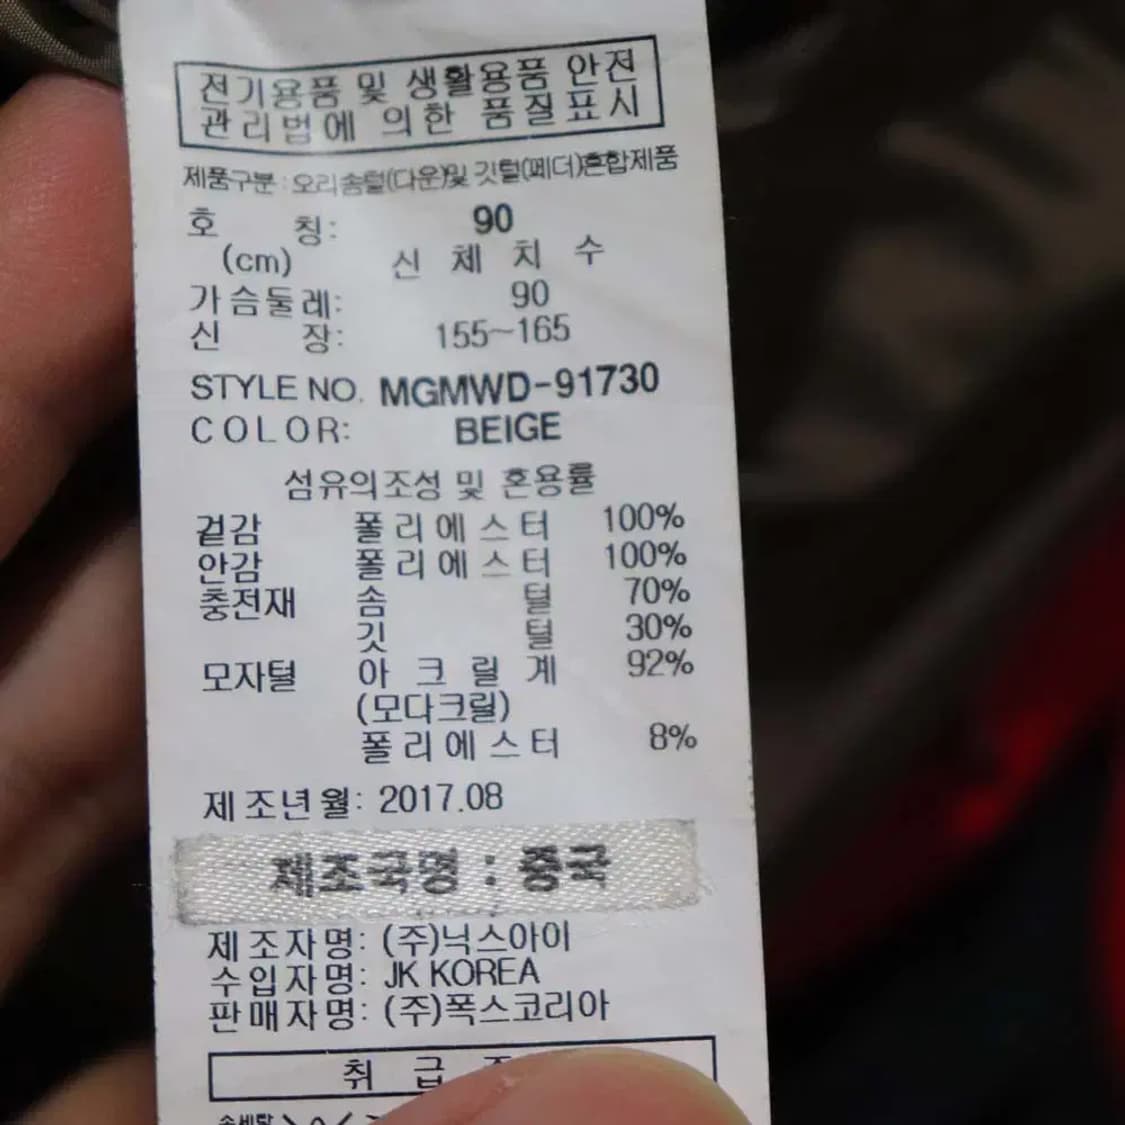 전기용품 및 생활용품 안전
관리법에 의한 품질표시
제품구분 : 오리솜털(다운)및 깃털(페더)혼합제품
호 칭: 90
(cm) 신 체 치 수
가슴둘레: 90
신 장: 155~165
STYLE NO. MGMWD-91730
COLOR: BEIGE
섬유의조성 및 혼용률
겉감 폴리에스터 100%
안감 폴리에스터 100%
충전재 솜 털 70%
깃 털 30%
모자털 아 크 릴 계 92%
(모다크릴)
폴리에스터 8%
제조년월: 2017.08
제조국명 : 중국
제조자명: (주)닉스아이
수입자명: JK KOREA
판매자명: (주)폭스코리아
취 급